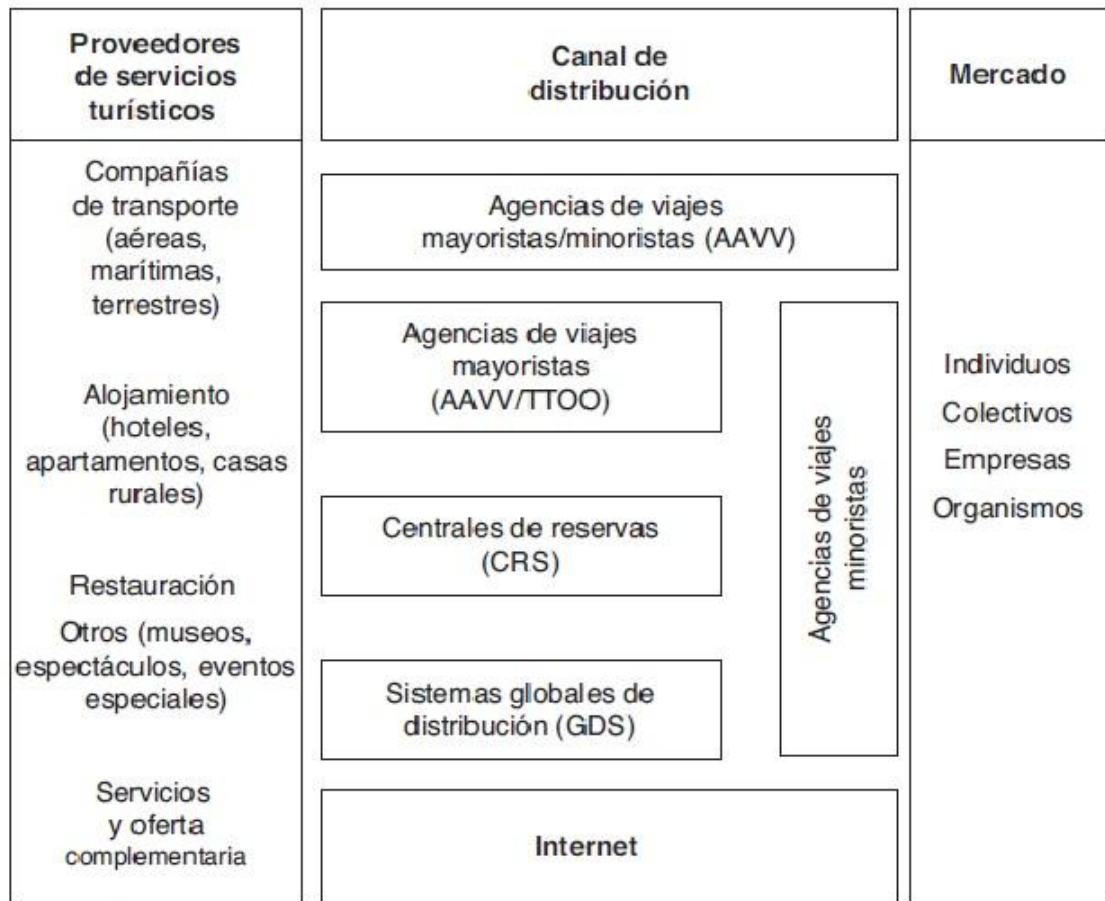 Proveedores
de servicios
turísticos
Canal de
distribución
Mercado
Compañías
de transporte
(aéreas,
marítimas,
terrestres)
Alojamiento
(hoteles,
apartamentos, casas
rurales)
Restauración
Otros (museos,
espectáculos, eventos
especiales)
Servicios
y oferta
complementaria
Agencias de viajes
mayoristas/minoristas (AAVV)
Agencias de viajes
mayoristas
(AAVV/TTOO)
Centrales de reservas
(CRS)
Sistemas globales de
distribución (GDS)
Agencias de viajes
minoristas
Internet
Individuos
Colectivos
Empresas
Organismos